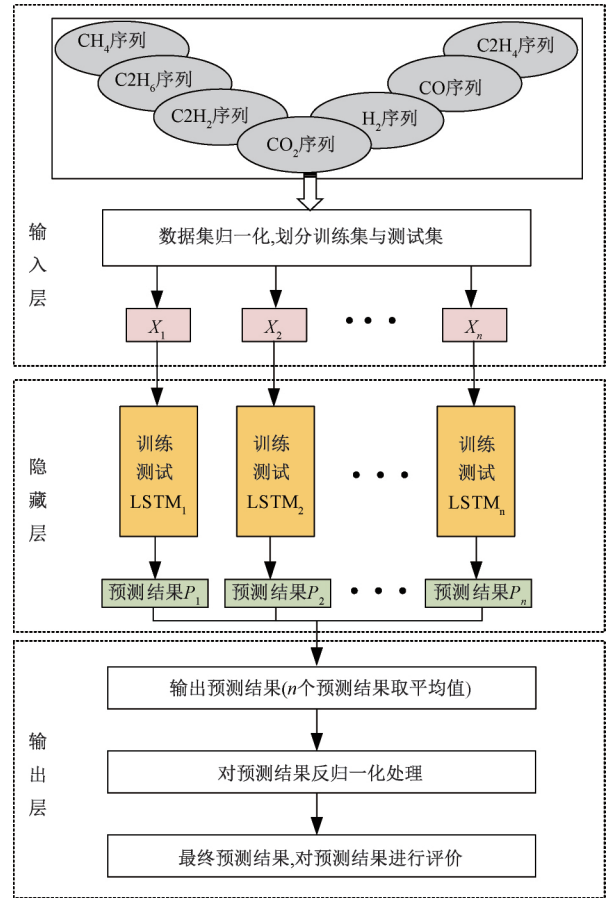 CH₄序列
C2H₆序列
C2H₂序列
CO₂序列
H₂序列
CO序列
C2H₄序列
输入层
数据集归一化,划分训练集与测试集
X₁
X₂
• • •
Xₙ
隐藏层
训练
测试
LSTM₁
训练
测试
LSTM₂
• • •
训练
测试
LSTMₙ
预测结果P₁
预测结果P₂
• • •
预测结果Pₙ
输出层
输出预测结果(n个预测结果取平均值)
对预测结果反归一化处理
最终预测结果,对预测结果进行评价